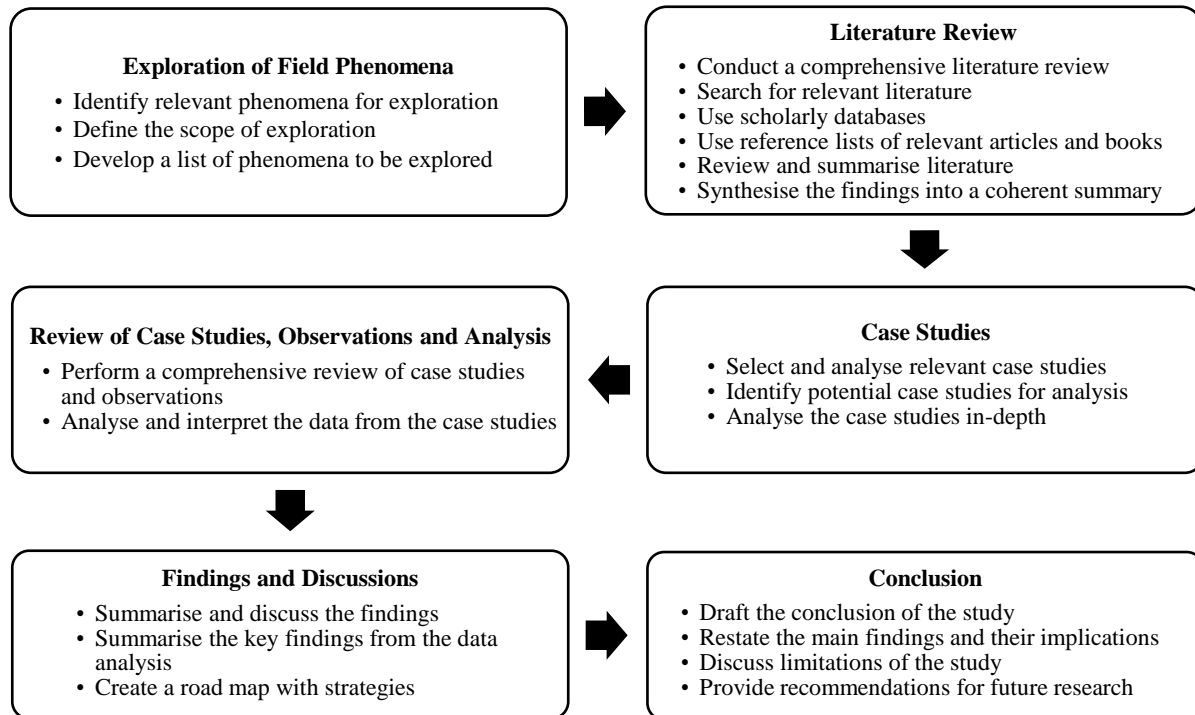 Exploration of Field Phenomena
• Identify relevant phenomena for exploration
• Define the scope of exploration
• Develop a list of phenomena to be explored
Literature Review
• Conduct a comprehensive literature review
• Search for relevant literature
• Use scholarly databases
• Use reference lists of relevant articles and books
• Review and summarise literature
• Synthesise the findings into a coherent summary
Case Studies
• Select and analyse relevant case studies
• Identify potential case studies for analysis
• Analyse the case studies in-depth
Review of Case Studies, Observations and Analysis
• Perform a comprehensive review of case studies
and observations
• Analyse and interpret the data from the case studies
Findings and Discussions
• Summarise and discuss the findings
• Summarise the key findings from the data
analysis
• Create a road map with strategies
Conclusion
• Draft the conclusion of the study
• Restate the main findings and their implications
• Discuss limitations of the study
• Provide recommendations for future research